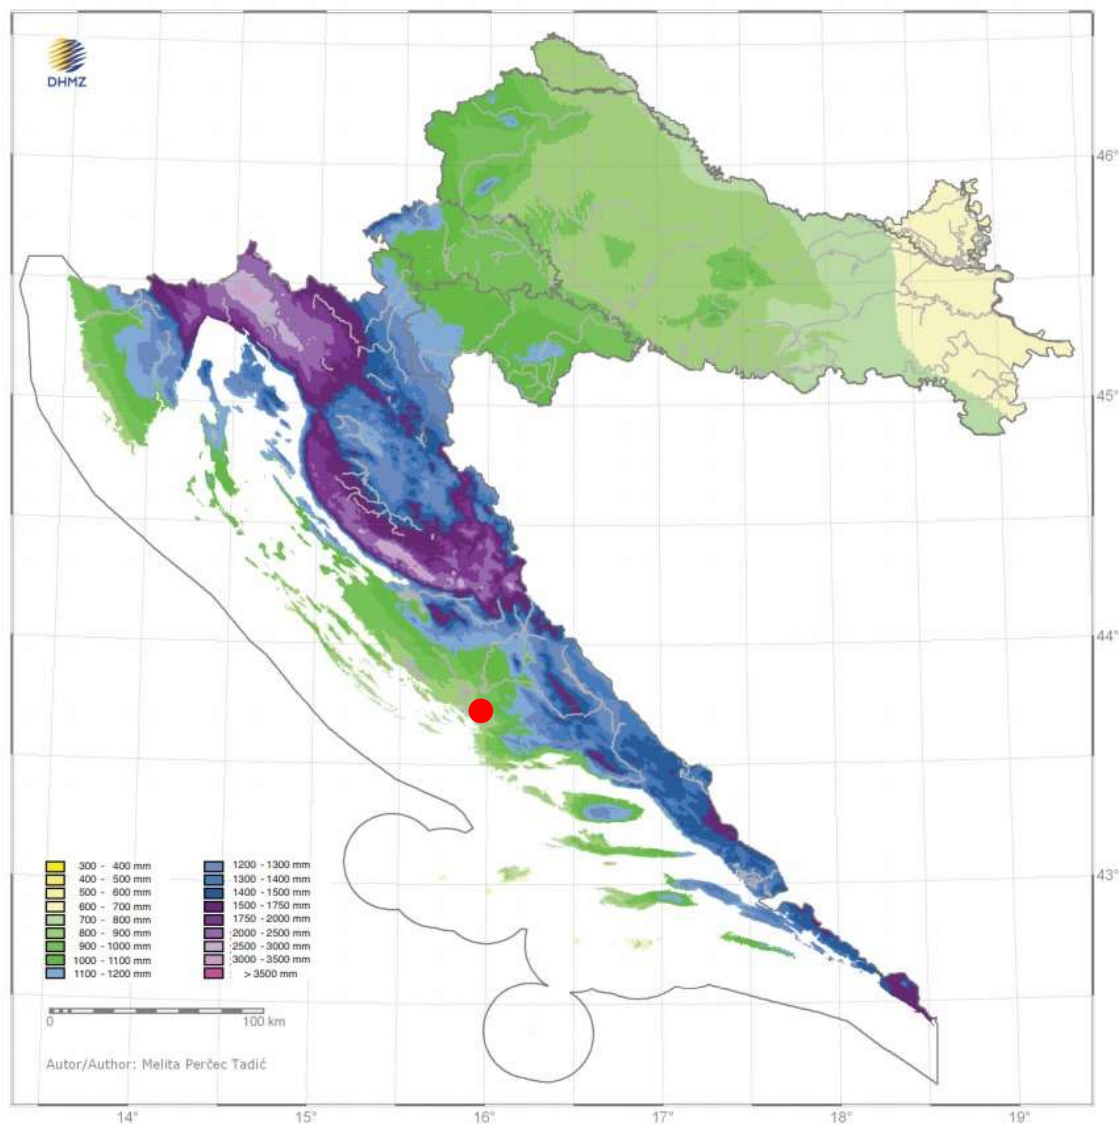 DHMZ
46°
45°
44°
43°
300 - 400 mm
400 - 500 mm
500 - 600 mm
600 - 700 mm
700 - 800 mm
800 - 900 mm
900 - 1000 mm
1000 - 1100 mm
1100 - 1200 mm
1200 - 1300 mm
1300 - 1400 mm
1400 - 1500 mm
1500 - 1750 mm
1750 - 2000 mm
2000 - 2500 mm
2500 - 3000 mm
3000 - 3500 mm
> 3500 mm
0 100 km
Autor/Author: Melita Perčec Tadić
14° 15° 16° 17° 18° 19°